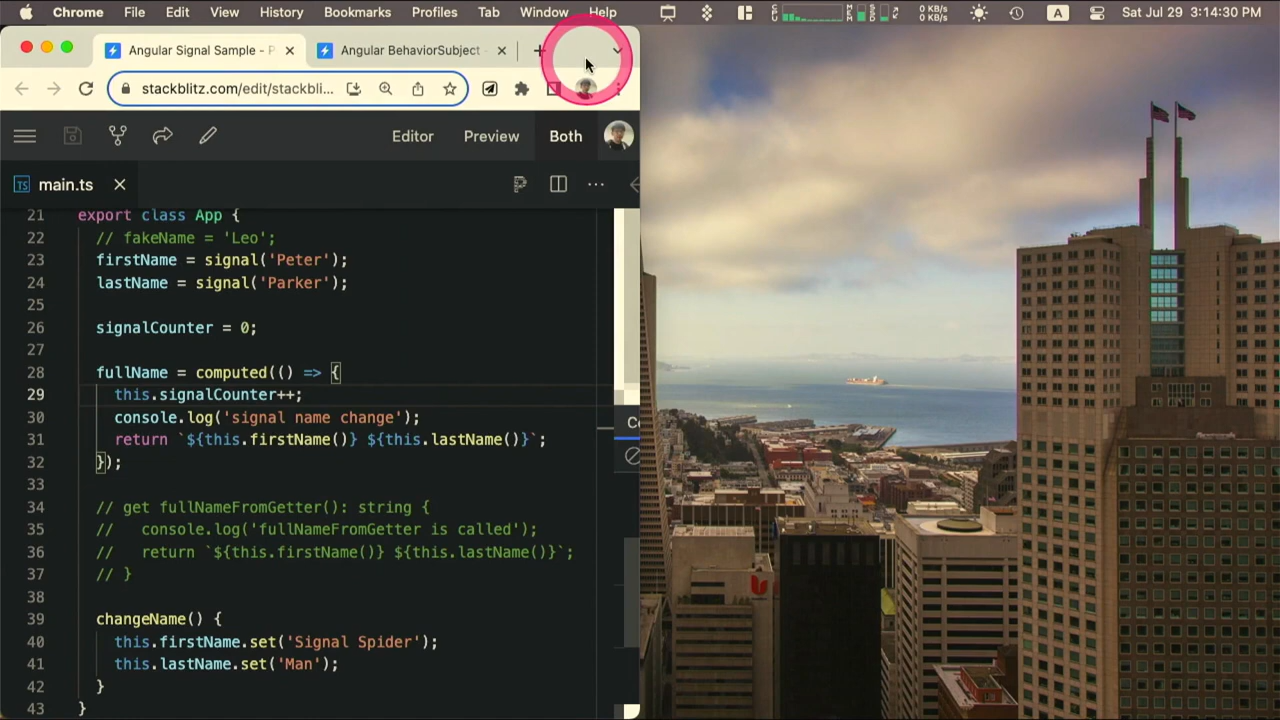 Chrome File Edit View History Bookmarks Profiles Tab Window Help 0 KB/s 0 KB/s A Sat Jul 29 3:14:30 PM
Angular Signal Sample - Angular BehaviorSubject
stackblitz.com/edit/stackbli...
Editor Preview Both
TS main.ts
21 export class App {
22 // fakeName = 'Leo';
23 firstName = signal('Peter');
24 lastName = signal('Parker');
25
26 signalCounter = 0;
27
28 fullName = computed(() => {
29 this.signalCounter++;
30 console.log('signal name change');
31 return `${this.firstName()} ${this.lastName()}`;
32 });
33
34 // get fullNameFromGetter(): string {
35 // console.log('fullNameFromGetter is called');
36 // return `${this.firstName()} ${this.lastName()}`;
37 // }
38
39 changeName() {
40 this.firstName.set('Signal Spider');
41 this.lastName.set('Man');
42 }
43 }